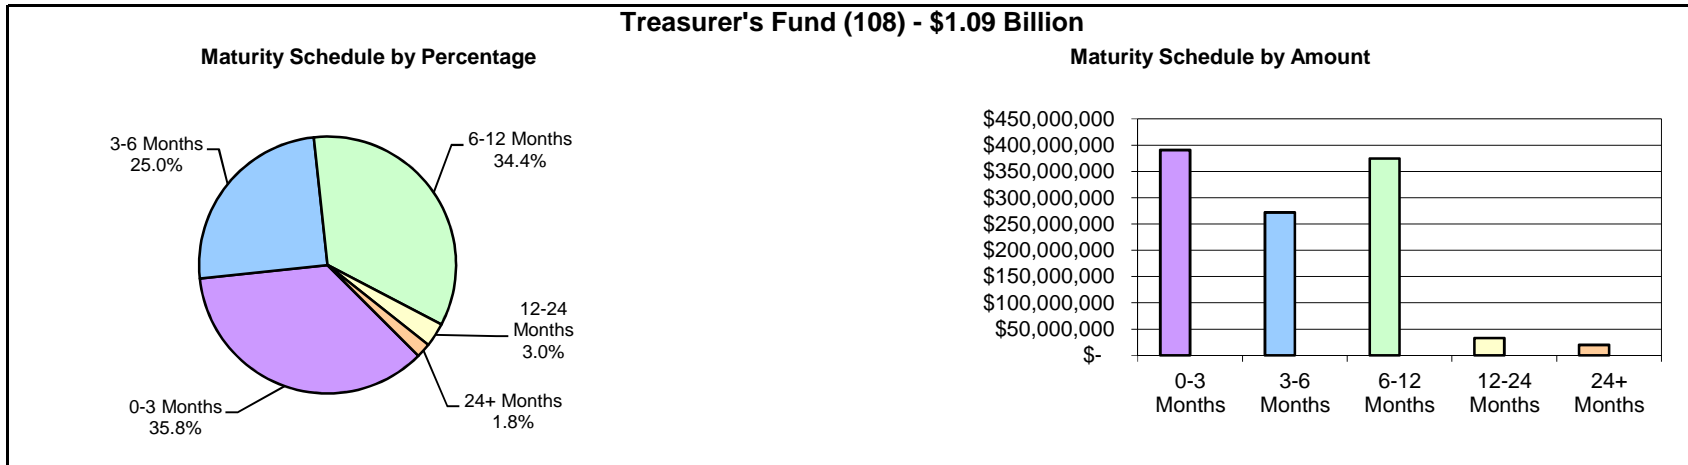 Treasurer's Fund (108) - $1.09 Billion
Maturity Schedule by Percentage
3-6 Months
25.0%
6-12 Months
34.4%
12-24
Months
3.0%
24+ Months
1.8%
0-3 Months
35.8%
Maturity Schedule by Amount
$450,000,000
$400,000,000
$350,000,000
$300,000,000
$250,000,000
$200,000,000
$150,000,000
$100,000,000
$50,000,000
$-
0-3
Months
3-6
Months
6-12
Months
12-24
Months
24+
Months